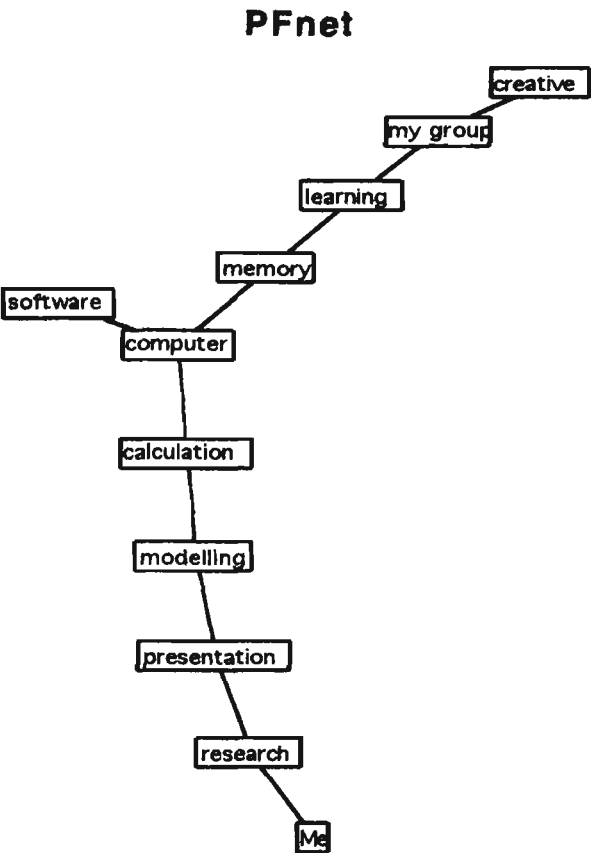 PFnet
creative
my group
learning
memory
software
computer
calculation
modelling
presentation
research
Me